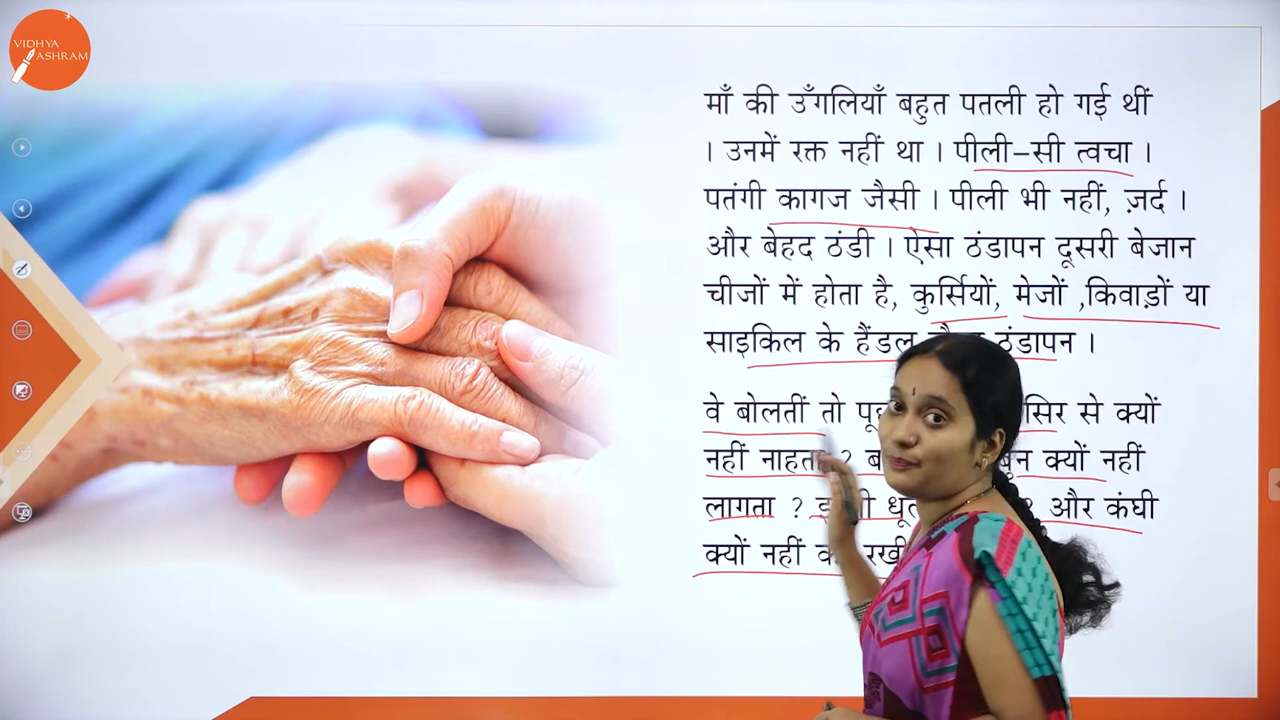 VIDHYA
ASHRAM
माँ की उँगलियाँ बहुत पतली हो गई थीं
। उनमें रक्त नहीं था । पीली-सी त्वचा ।
पतंगी कागज जैसी । पीली भी नहीं, ज़र्द ।
और बेहद ठंडी । ऐसा ठंडापन दूसरी बेजान
चीजों में होता है, कुर्सियों, मेजों ,किवाड़ों या
साइकिल के हैंडल ठंडापन ।
वे बोलतीं तो सिर से क्यों
नहीं नाहता ? क्यों नहीं
लागता ? और कंघी
क्यों नहीं